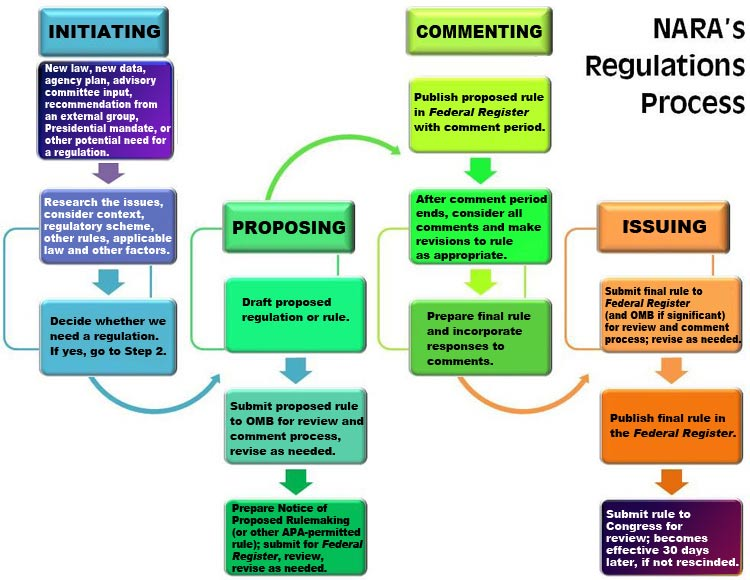 NARA's
Regulations
Process
INITIATING
New law, new data,
agency plan, advisory
committee input,
recommendation from
an external group,
Presidential mandate, or
other potential need for
a regulation.
Research the issues,
consider context,
regulatory scheme,
other rules, applicable
law and other factors.
Decide whether we
need a regulation.
If yes, go to Step 2.
PROPOSING
Draft proposed
regulation or rule.
Submit proposed rule
to OMB for review and
comment process,
revise as needed.
Prepare Notice of
Proposed Rulemaking
(or other APA-permitted
rule); submit for Federal
Register, review,
revise as needed.
COMMENTING
Publish proposed rule
in Federal Register
with comment period.
After comment period
ends, consider all
comments and make
revisions to rule
as appropriate.
Prepare final rule
and incorporate
responses to
comments.
ISSUING
Submit final rule to
Federal Register
(and OMB if significant)
for review and comment
process; revise as needed.
Publish final rule in
the Federal Register.
Submit rule to
Congress for
review; becomes
effective 30 days
later, if not rescinded.